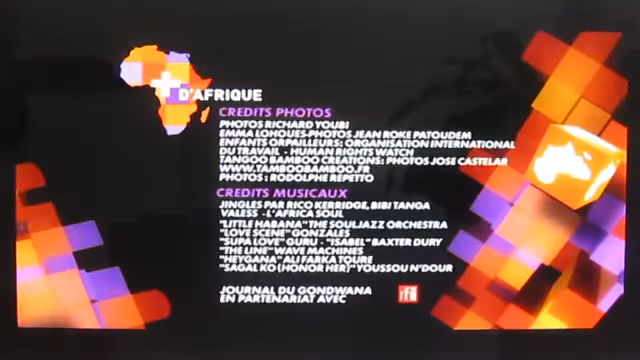 +
D'AFRIQUE
CREDITS PHOTOS
PHOTOS RICHARD YOUBI
EMMA LOHOUES-PHOTOS JEAN ROKE PATOUDEM
ENFANTS ORPAILLEURS: ORGANISATION INTERNATIONAL
DU TRAVAIL - HUMAN RIGHTS WATCH
TANGOO BAMBOO CREATIONS: PHOTOS JOSE CASTELAR
WWW.TAMBOOBAMBOO.FR
PHOTOS : RODOLPHE REPETTO
CREDITS MUSICAUX
JINGLES PAR RICO KERRIDGE, BIBI TANGA
VALESS - L'AFRICA SOUL
"LITTLE HABANA" THE SOULJAZZ ORCHESTRA
"LOVE SCENE" GONZALES
"SUPA LOVE" GURU - "ISABEL" BAXTER DURY
"THE LINE" WAVE MACHINES
"HEYGANA" ALI FARKA TOURE
"SAGAL KO (HONOR HER)" YOUSSOU N'DOUR
JOURNAL DU GONDWANA
EN PARTENARIAT AVEC
rfi